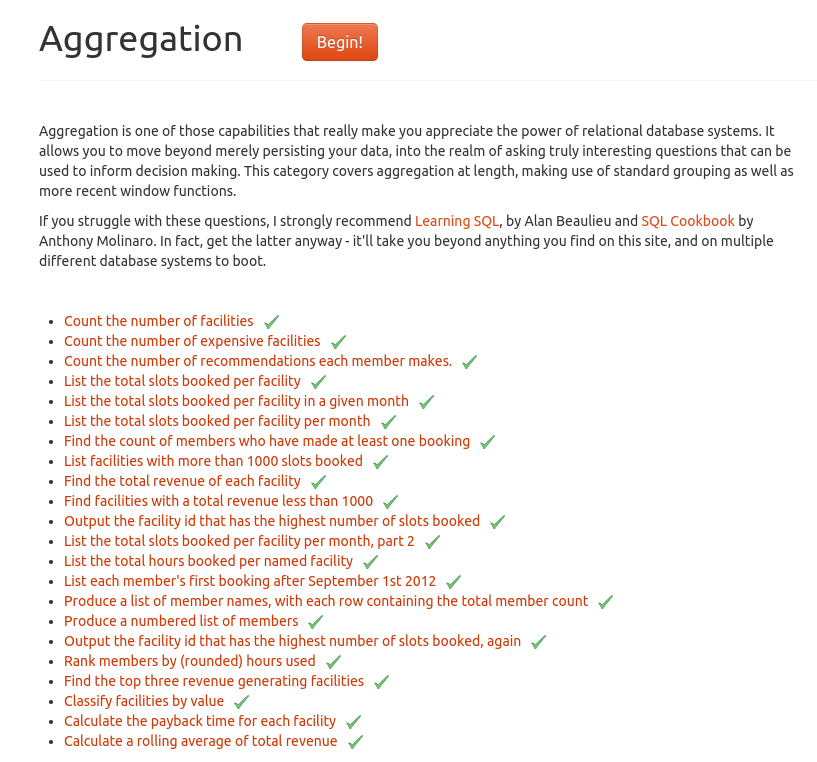 Aggregation
Begin!
Aggregation is one of those capabilities that really make you appreciate the power of relational database systems. It
allows you to move beyond merely persisting your data, into the realm of asking truly interesting questions that can be
used to inform decision making. This category covers aggregation at length, making use of standard grouping as well as
more recent window functions.
If you struggle with these questions, I strongly recommend Learning SQL, by Alan Beaulieu and SQL Cookbook by
Anthony Molinaro. In fact, get the latter anyway - it'll take you beyond anything you find on this site, and on multiple
different database systems to boot.
Count the number of facilities
Count the number of expensive facilities
Count the number of recommendations each member makes.
List the total slots booked per facility
List the total slots booked per facility in a given month
List the total slots booked per facility per month
Find the count of members who have made at least one booking
List facilities with more than 1000 slots booked
Find the total revenue of each facility
Find facilities with a total revenue less than 1000
Output the facility id that has the highest number of slots booked
List the total slots booked per facility per month, part 2
List the total hours booked per named facility
List each member's first booking after September 1st 2012
Produce a list of member names, with each row containing the total member count
Produce a numbered list of members
Output the facility id that has the highest number of slots booked, again
Rank members by (rounded) hours used
Find the top three revenue generating facilities
Classify facilities by value
Calculate the payback time for each facility
Calculate a rolling average of total revenue